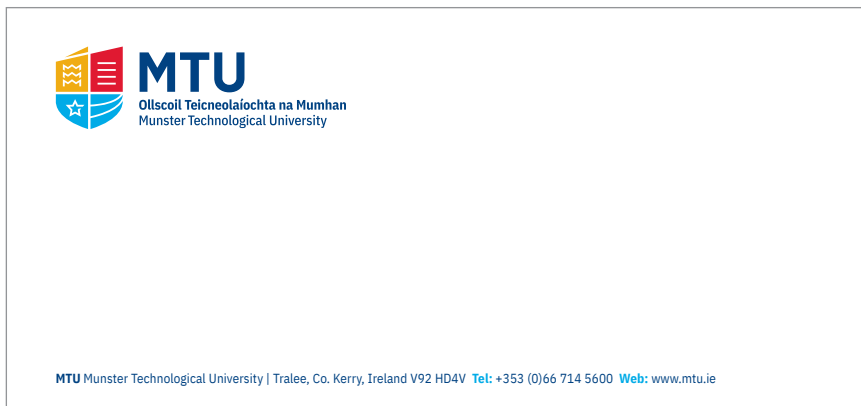 MTU
Ollscoil Teicneolaíochta na Mumhan
Munster Technological University
MTU Munster Technological University | Tralee, Co. Kerry, Ireland V92 HD4V Tel: +353 (0)66 714 5600 Web: www.mtu.ie